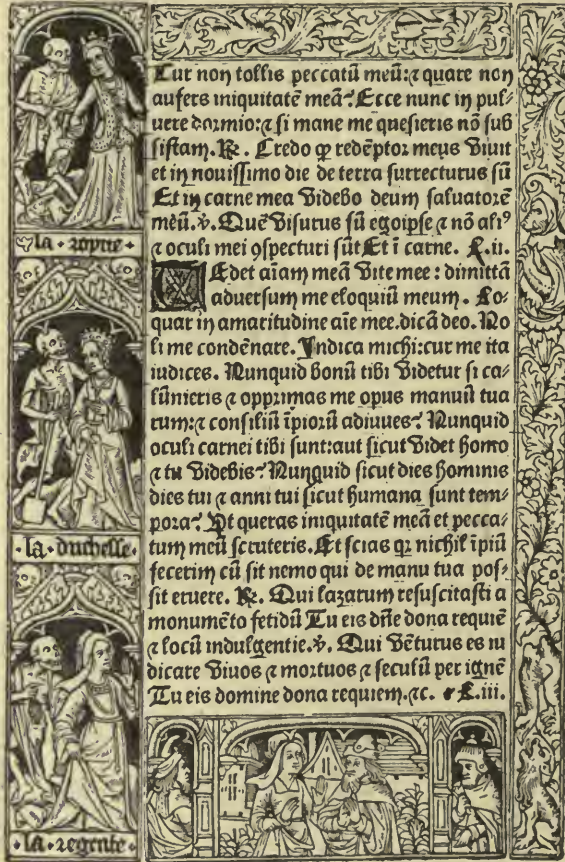 Cur non tollis peccatū meū: ⁊ quare non
aufers iniquitatē meā? Ecce nunc in pul⸗
uere dormio: ⁊ si mane me quesieris nō sub
sistam. ℟. Credo ꝙ redēptor meus viuit
et in nouissimo die de terra surrecturus sū
Et in carne mea videbo deum saluatorē
meū. ℣. Quē visurus sū egoipse ⁊ nō aliꝰ
⁊ oculi mei ꝯspecturi sūt Et ī carne. L.ii.
Tedet aīam meā vite mee: dimittā
aduersum me eloquiū meum. Lo⸗
quar in amaritudine aīe mee. dicā deo. No
li me condēnare. Indica michi: cur me ita
iudices. Nunquid bonū tibi videtur si ca⸗
lūnieris ⁊ opprimas me opus manuū tua
rum: ⁊ consiliū īpiorū adiuues? Nunquid
oculi carnei tibi sunt: aut sicut videt homo
⁊ tu videbis? Nunquid sicut dies hominis
dies tui ⁊ anni tui sicut humana sunt tem⸗
pora? Ut queras iniquitatē meā et pecca⸗
tum meū scruteris. Et scias qꝛ nichil īpiū
fecerim cū sit nemo qui de manu tua pos⸗
sit eruere. ℟. Qui lazarum resuscitasti a
monumēto fetidū Tu eis dn̄e dona requiē
⁊ locū indulgentie. ℣. Qui vēturus es iu
dicare viuos ⁊ mortuos ⁊ seculū per ignē
Tu eis domine dona requiem. ⁊c. L.iii.
la royne
la duchesse
la regente